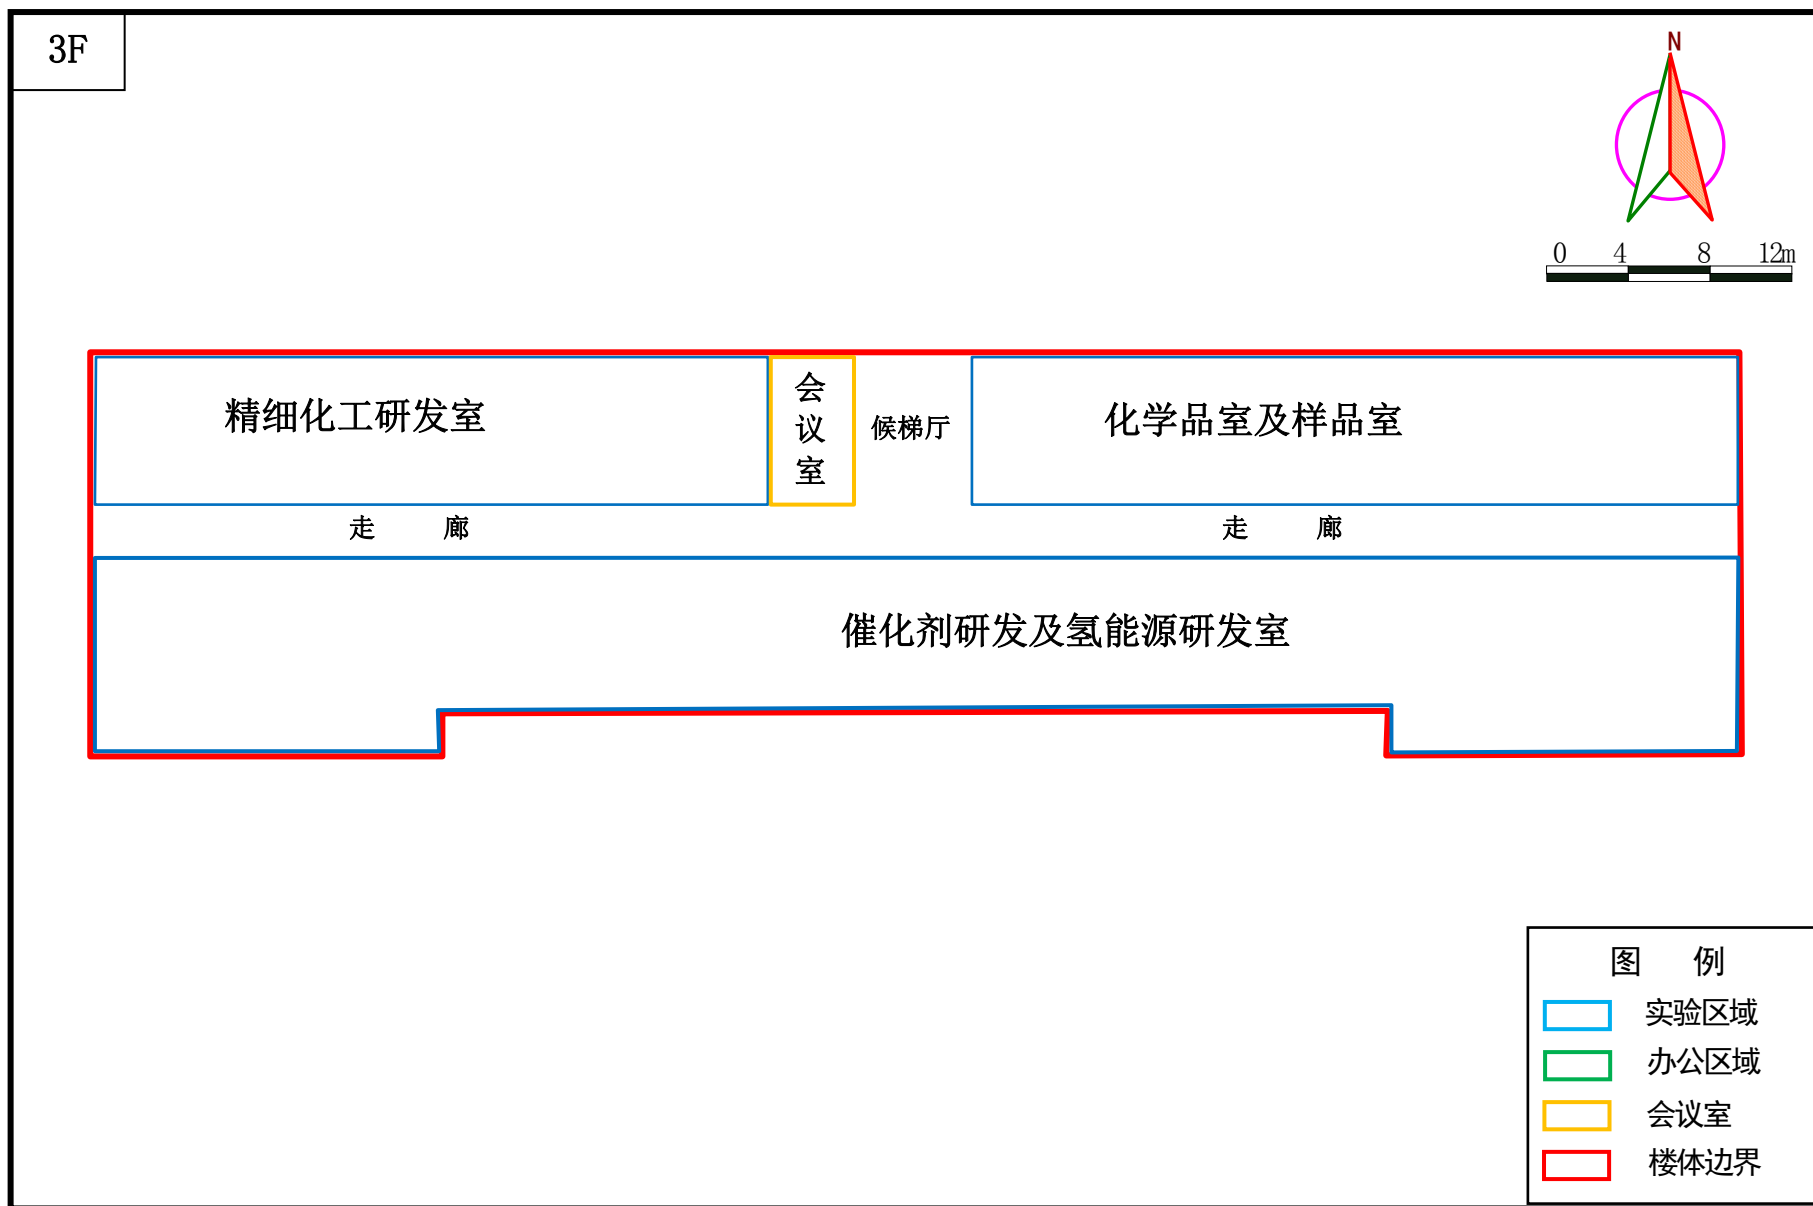 3F
N
0 4 8 12m
精细化工研发室
会议室
候梯厅
化学品室及样品室
走 廊
走 廊
催化剂研发及氢能源研发室
图 例
实验区域
办公区域
会议室
楼体边界